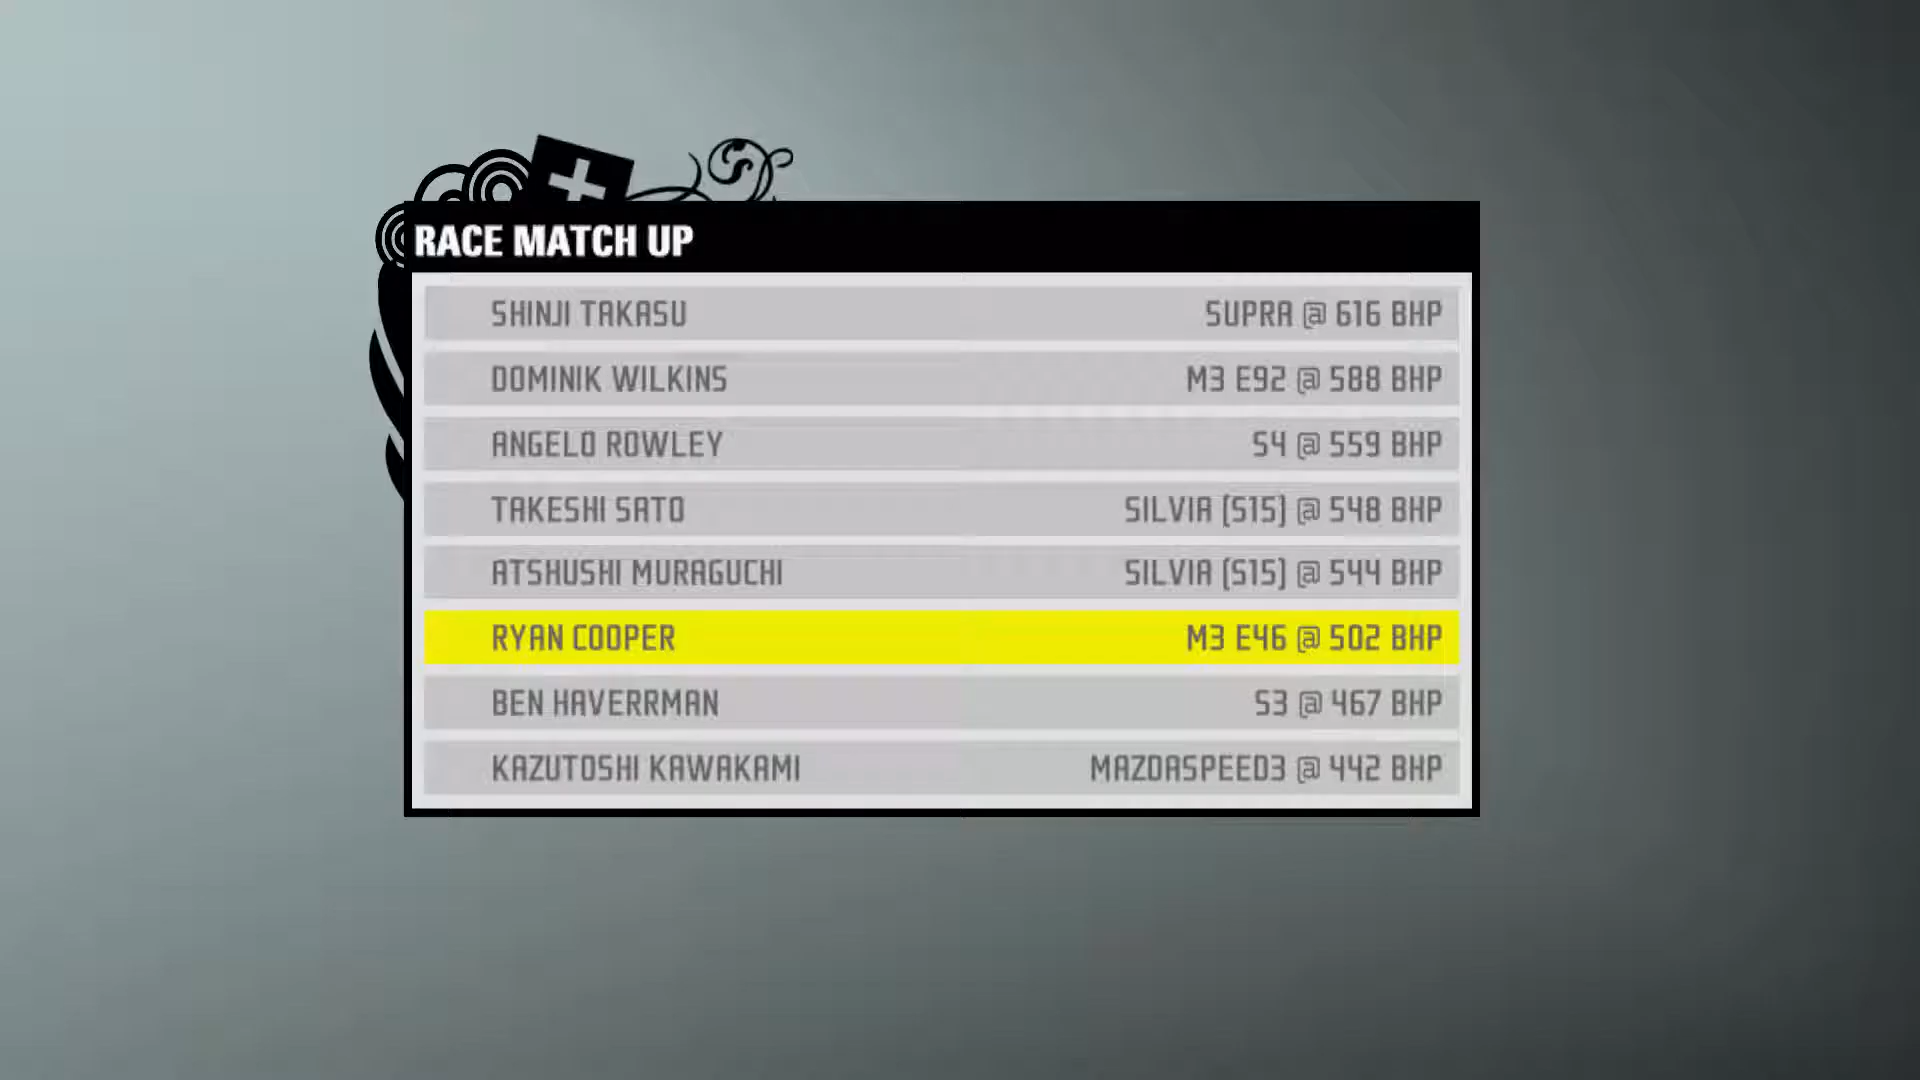 RACE MATCH UP
SHINJI TAKASU SUPRA @ 616 BHP
DOMINIK WILKINS M3 E92 @ 588 BHP
ANGELO ROWLEY S4 @ 559 BHP
TAKESHI SATO SILVIA (S15) @ 548 BHP
ATSHUSHI MURAGUCHI SILVIA (S15) @ 544 BHP
RYAN COOPER M3 E46 @ 502 BHP
BEN HAVERRMAN S3 @ 467 BHP
KAZUTOSHI KAWAKAMI MAZDASPEED3 @ 442 BHP